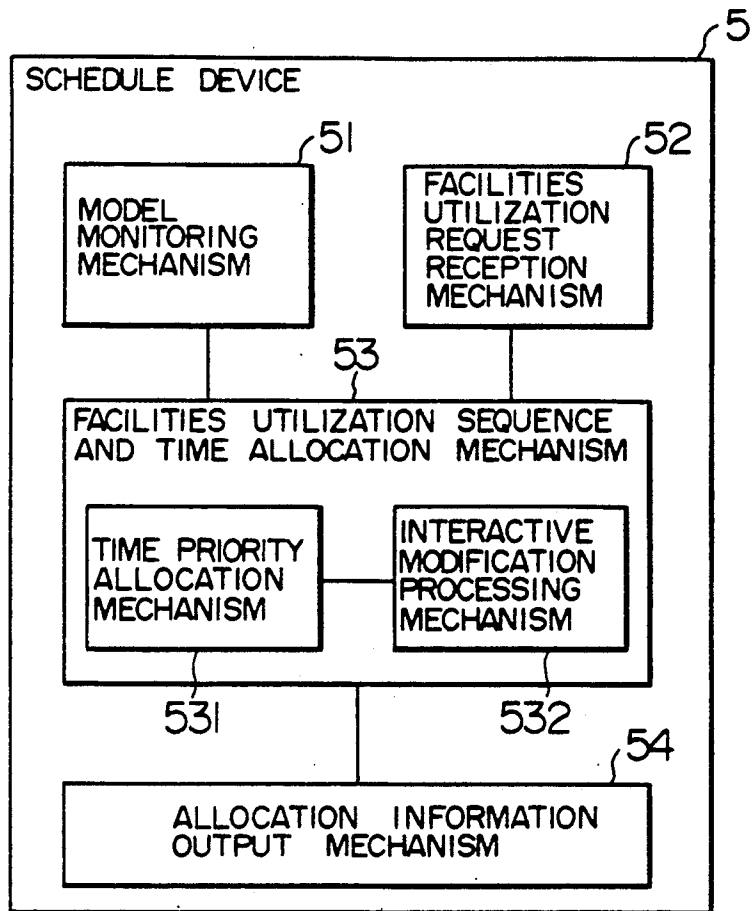 5
SCHEDULE DEVICE
51
52
MODEL
MONITORING
MECHANISM
FACILITIES
UTILIZATION
REQUEST
RECEPTION
MECHANISM
53
FACILITIES UTILIZATION SEQUENCE
AND TIME ALLOCATION MECHANISM
TIME PRIORITY
ALLOCATION
MECHANISM
INTERACTIVE
MODIFICATION
PROCESSING
MECHANISM
531
532
54
ALLOCATION INFORMATION
OUTPUT MECHANISM